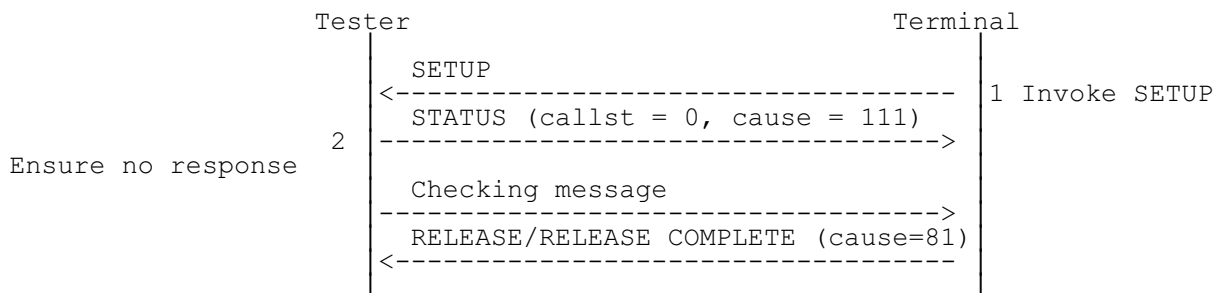 Tester Terminal
SETUP
<----------------------------------- 1 Invoke SETUP
STATUS (callst = 0, cause = 111)
2 ----------------------------------->
Ensure no response
Checking message
----------------------------------->
RELEASE/RELEASE COMPLETE (cause=81)
<-----------------------------------